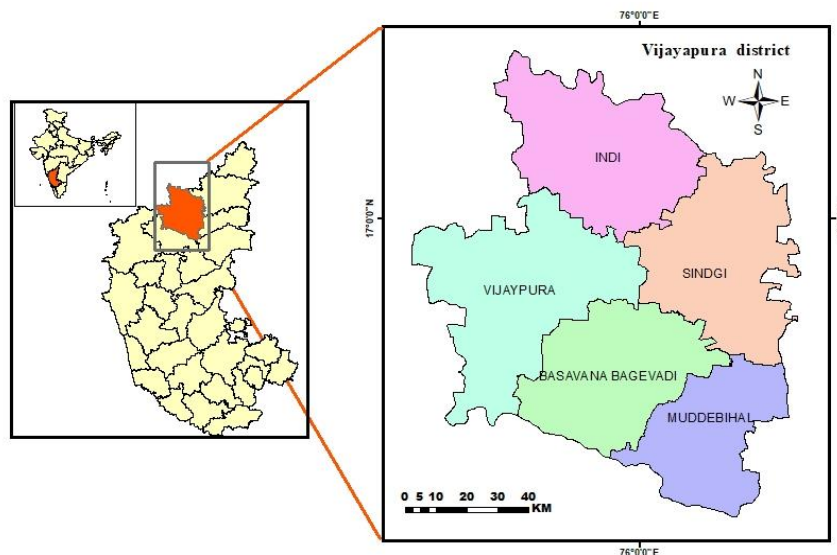 76°0'0"E
Vijayapura district
N
W E
S
INDI
17°0'0"N
SINDGI
VIJAYPURA
BASAVANA BAGEVADI
MUDDEBIHAL
0 5 10 20 30 40
KM
76°0'0"E